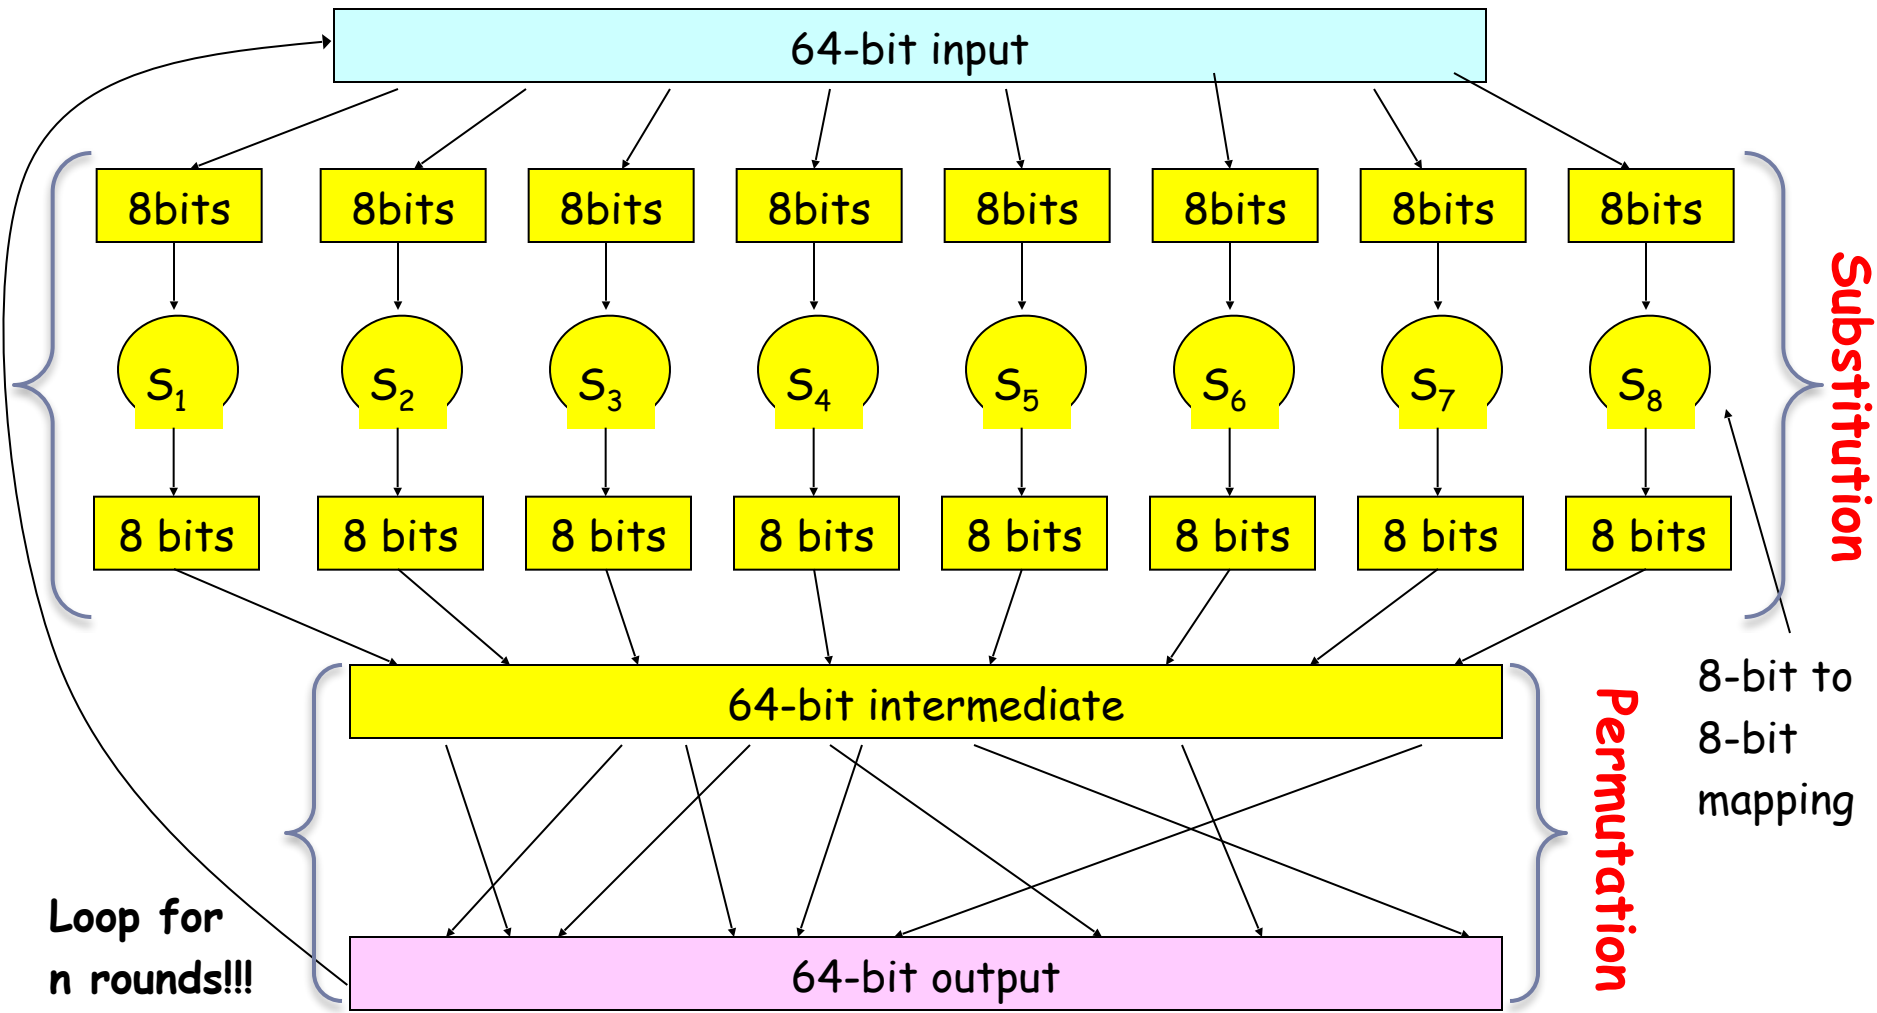 64-bit input
8bits 8bits 8bits 8bits 8bits 8bits 8bits 8bits
S1 S2 S3 S4 S5 S6 S7 S8
8 bits 8 bits 8 bits 8 bits 8 bits 8 bits 8 bits 8 bits
Substitution
64-bit intermediate
8-bit to
8-bit
mapping
Permutation
Loop for
n rounds!!!
64-bit output